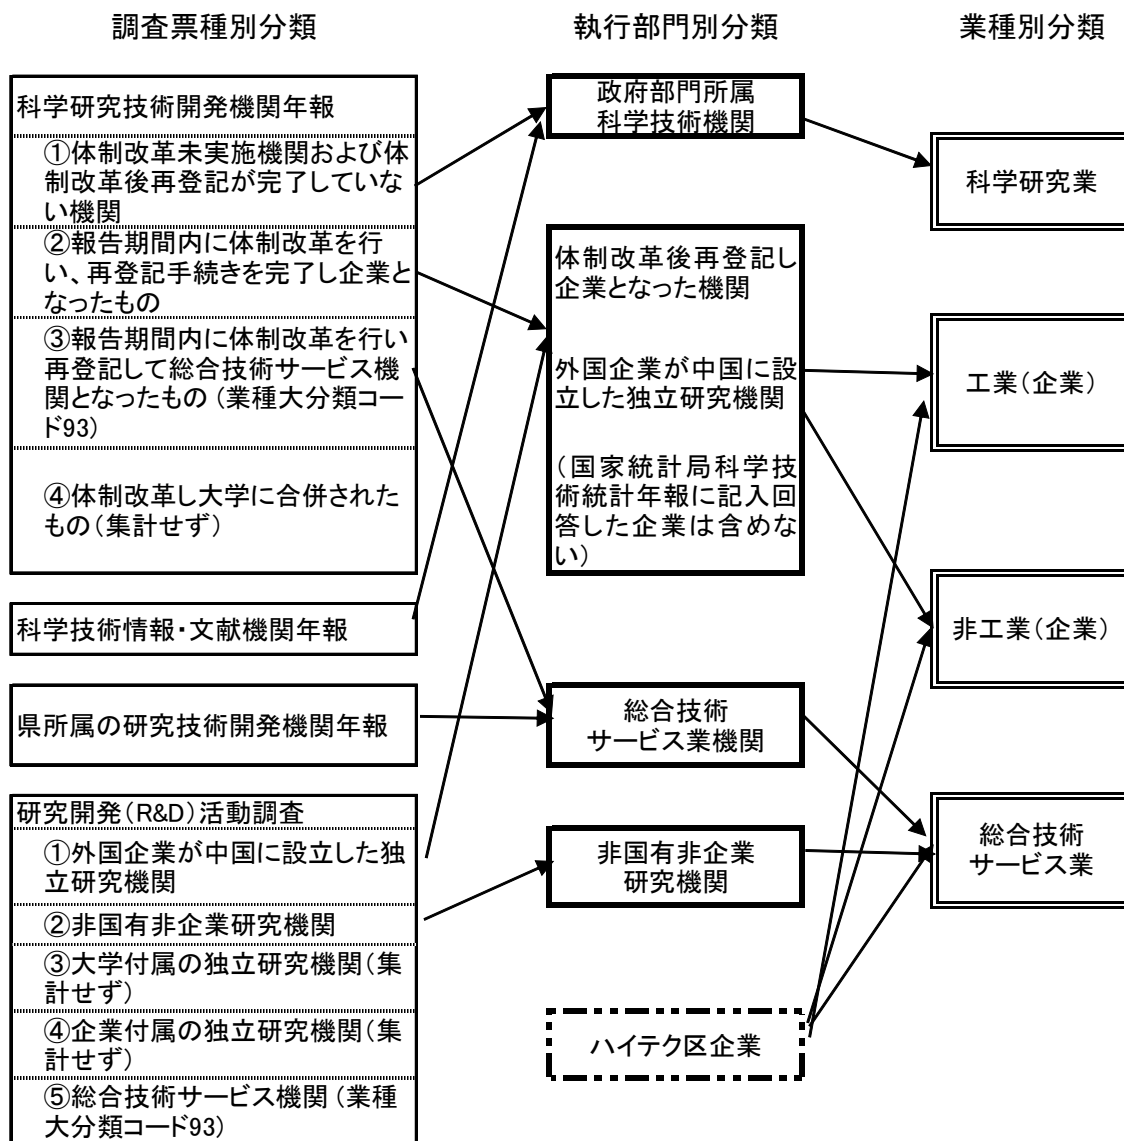 調査票種別分類
執行部門別分類
業種別分類
科学研究技術開発機関年報
①体制改革未実施機関および体
制改革後再登記が完了していな
い機関
②報告期間内に体制改革を行
い、再登記手続きを完了し企業と
なったもの
③報告期間内に体制改革を行い
再登記して総合技術サービス機
関となったもの（業種大分類コー
ド93）
④体制改革し大学に合併された
もの（集計せず）
科学技術情報・文献機関年報
県所属の研究技術開発機関年報
研究開発（R&D）活動調査
①外国企業が中国に設立した独
立研究機関
②非国有非企業研究機関
③大学付属の独立研究機関（集
計せず）
④企業付属の独立研究機関（集
計せず）
⑤総合技術サービス機関（業種
大分類コード93）
政府部門所属
科学技術機関
体制改革後再登記し
企業となった機関
外国企業が中国に設
立した独立研究機関
（国家統計局科学技
術統計年報に記入回
答した企業は含めな
い）
総合技術
サービス業機関
非国有非企業
研究機関
ハイテク区企業
科学研究業
工業（企業）
非工業（企業）
総合技術
サービス業